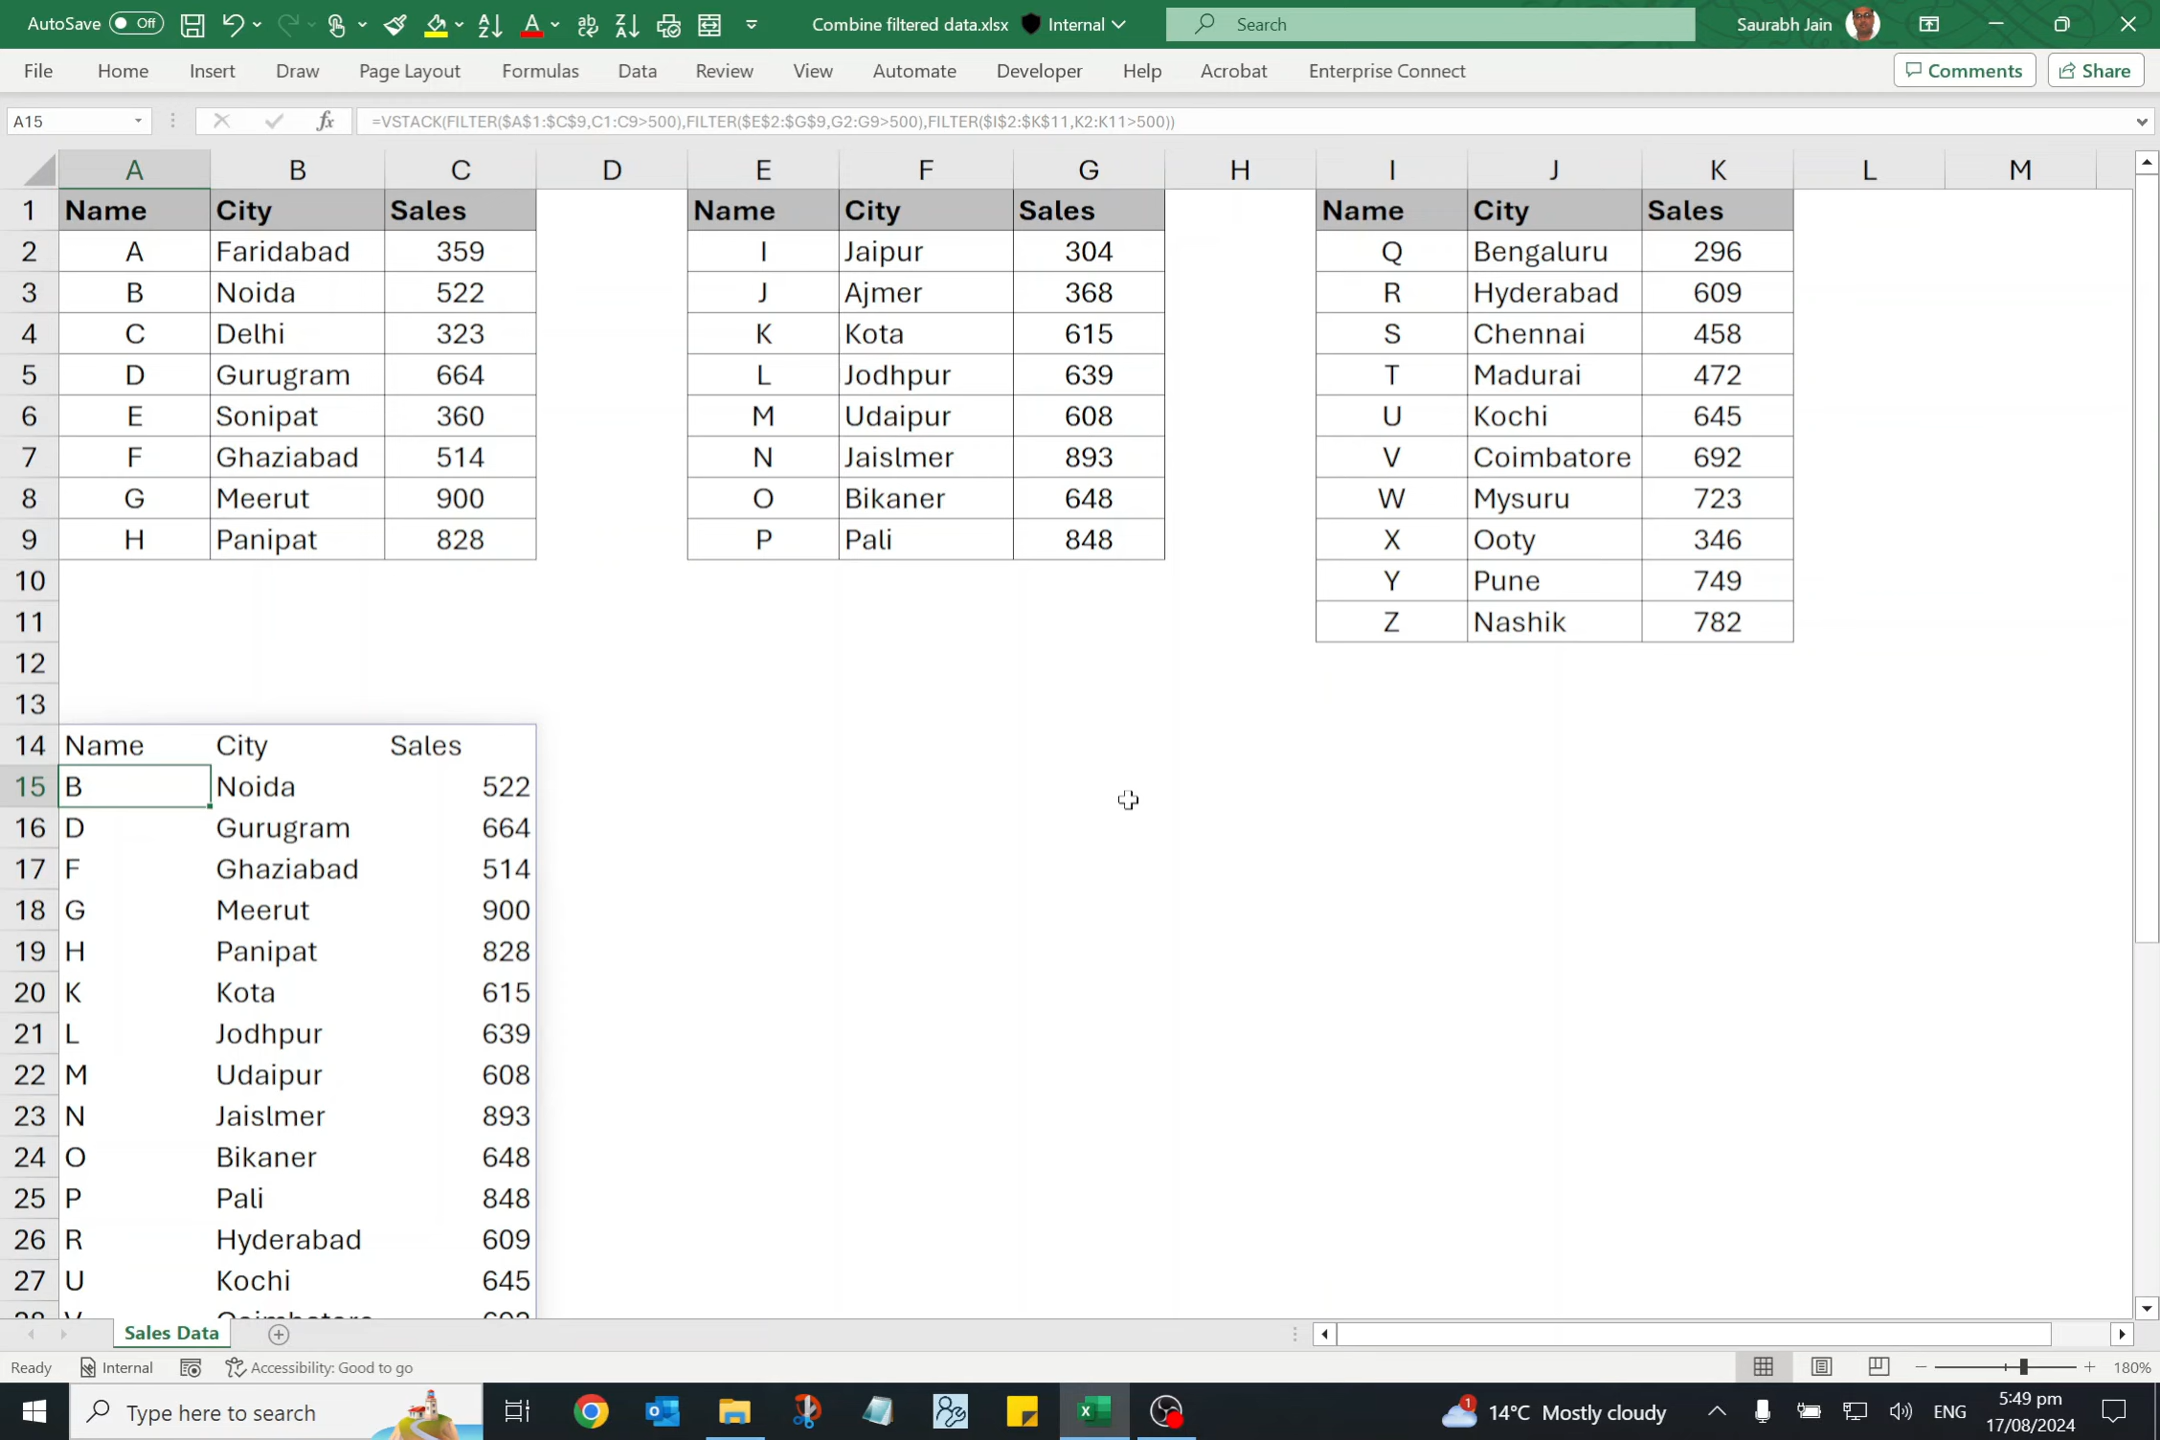 AutoSave Off Combine filtered data.xlsx Internal Search Saurabh Jain
File Home Insert Draw Page Layout Formulas Data Review View Automate Developer Help Acrobat Enterprise Connect Comments Share
A15 fx =VSTACK(FILTER($A$1:$C$9,C1:C9>500),FILTER($E$2:$G$9,G2:G9>500),FILTER($I$2:$K$11,K2:K11>500))
A B C D E F G H I J K L M
1 Name City Sales Name City Sales Name City Sales
2 A Faridabad 359 I Jaipur 304 Q Bengaluru 296
3 B Noida 522 J Ajmer 368 R Hyderabad 609
4 C Delhi 323 K Kota 615 S Chennai 458
5 D Gurugram 664 L Jodhpur 639 T Madurai 472
6 E Sonipat 360 M Udaipur 608 U Kochi 645
7 F Ghaziabad 514 N Jaislmer 893 V Coimbatore 692
8 G Meerut 900 O Bikaner 648 W Mysuru 723
9 H Panipat 828 P Pali 848 X Ooty 346
10 Y Pune 749
11 Z Nashik 782
12
13
14 Name City Sales
15 B Noida 522
16 D Gurugram 664
17 F Ghaziabad 514
18 G Meerut 900
19 H Panipat 828
20 K Kota 615
21 L Jodhpur 639
22 M Udaipur 608
23 N Jaislmer 893
24 O Bikaner 648
25 P Pali 848
26 R Hyderabad 609
27 U Kochi 645
28 V Coimbatore 692
Sales Data
Ready Internal Accessibility: Good to go 180%
Type here to search 1 14°C Mostly cloudy ENG 5:49 pm
17/08/2024